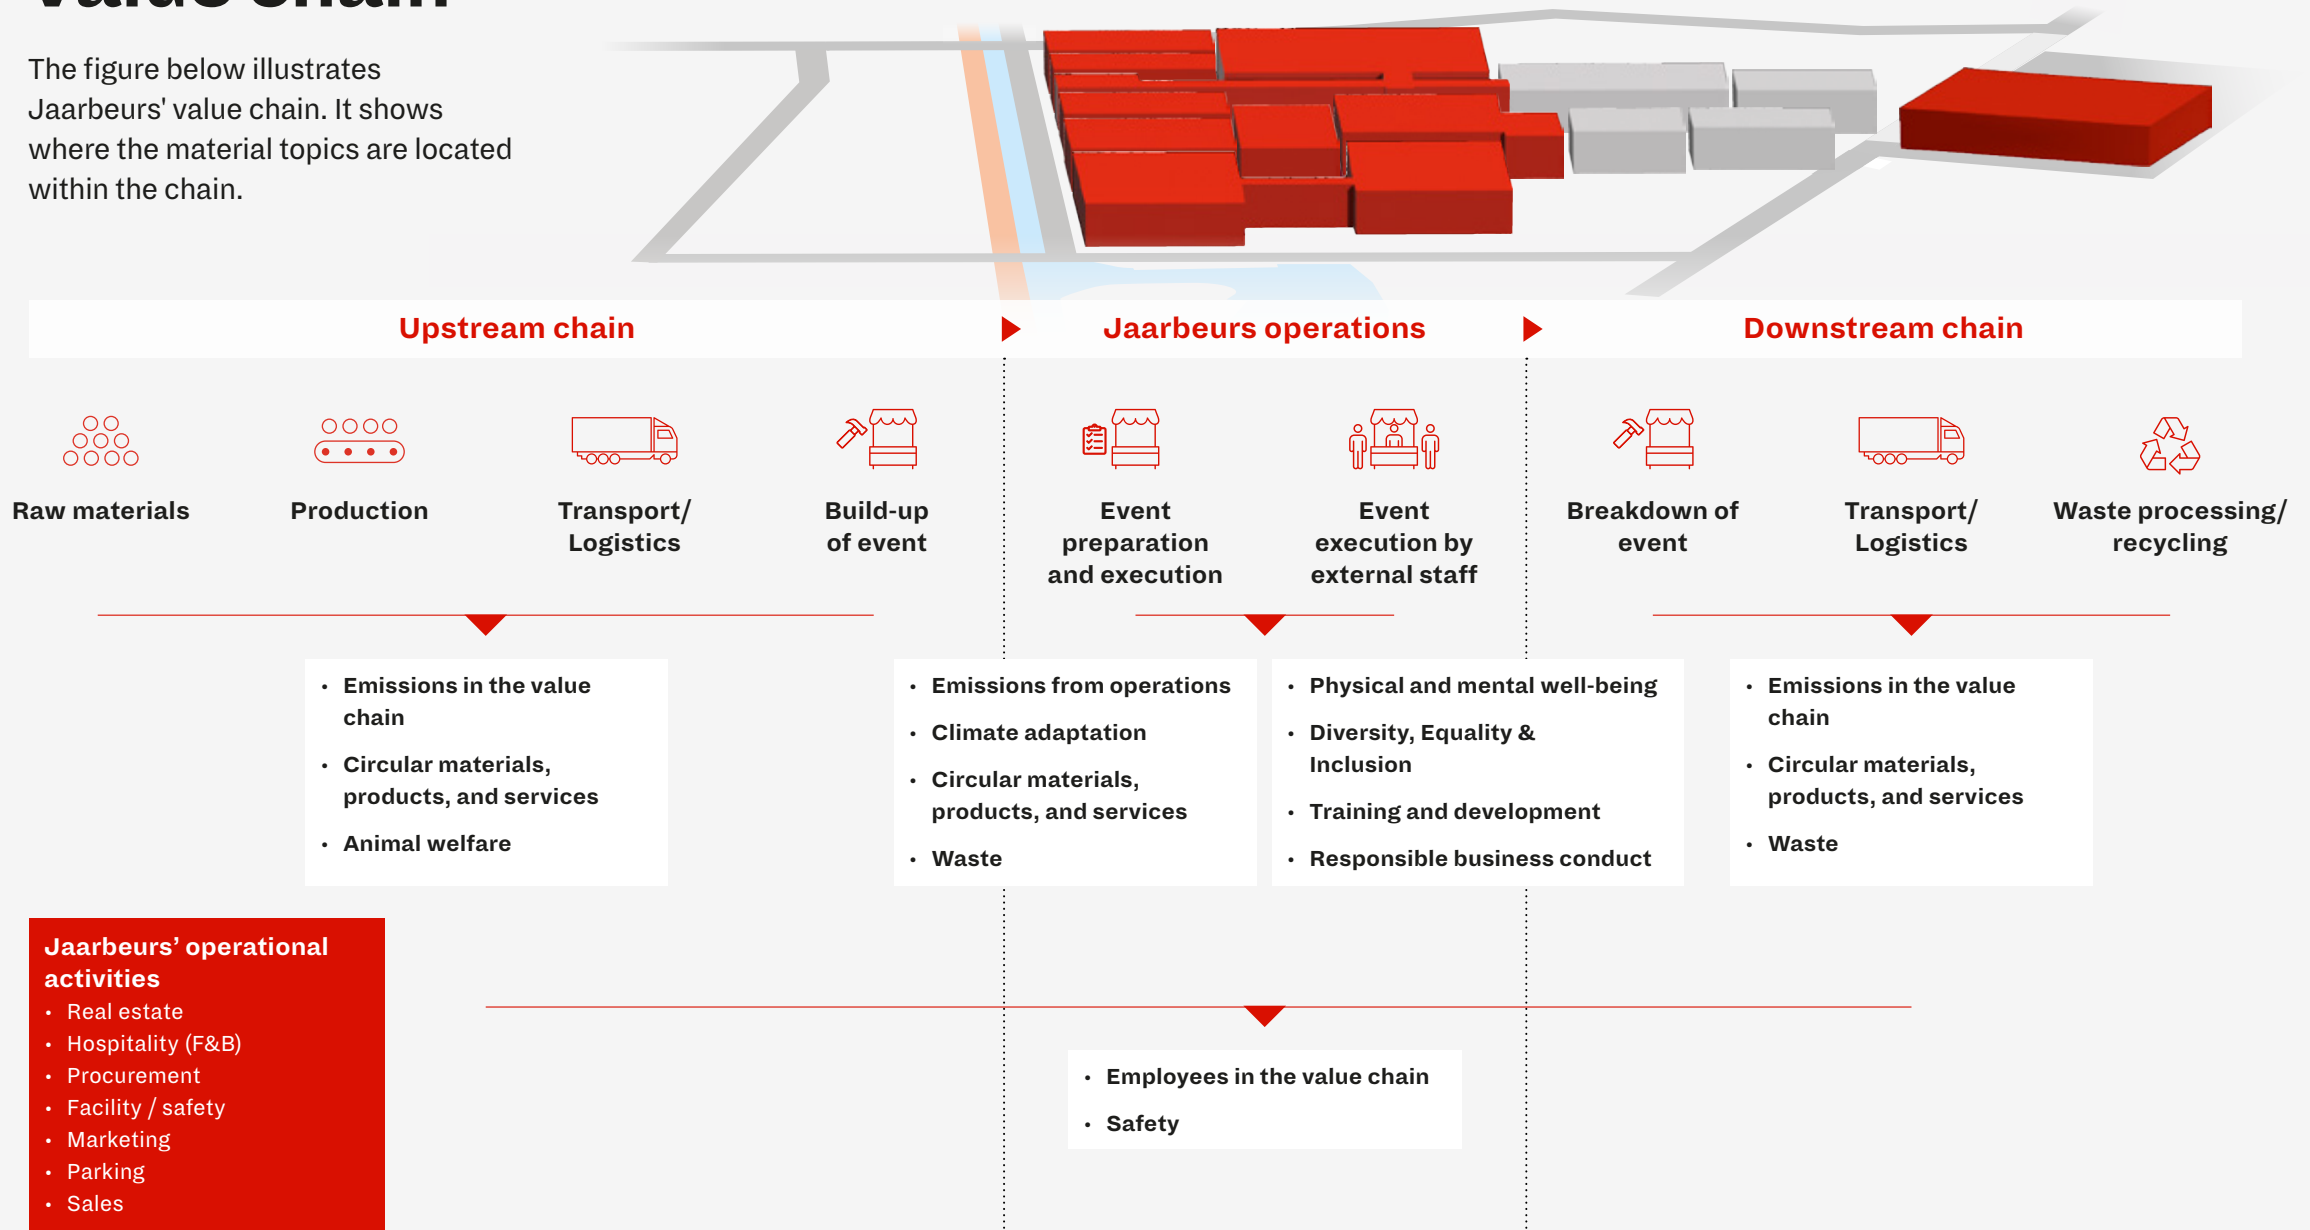 Value chain
The figure below illustrates
Jaarbeurs' value chain. It shows
where the material topics are located
within the chain.
Upstream chain
Jaarbeurs operations
Downstream chain
Raw materials
Production
Transport/
Logistics
Build-up
of event
Event
preparation
and execution
Event
execution by
external staff
Breakdown of
event
Transport/
Logistics
Waste processing/
recycling
• Emissions in the value
chain
• Circular materials,
products, and services
• Animal welfare
• Emissions from operations
• Climate adaptation
• Circular materials,
products, and services
• Waste
• Physical and mental well-being
• Diversity, Equality &
Inclusion
• Training and development
• Responsible business conduct
• Emissions in the value
chain
• Circular materials,
products, and services
• Waste
Jaarbeurs’ operational
activities
• Real estate
• Hospitality (F&B)
• Procurement
• Facility / safety
• Marketing
• Parking
• Sales
• Employees in the value chain
• Safety